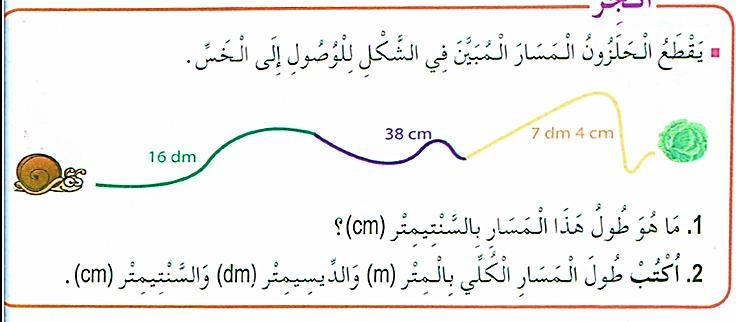 يَقْطَعُ الْحَلَزُونُ الْمَسَارَ الْمُبَيَّنَ فِي الشَّكْلِ لِلْوُصُولِ إِلَى الْخَسِّ.
16 dm
38 cm
7 dm 4 cm
1. مَا هُوَ طُولُ هَذَا الْمَسَارِ بِالسَّنْتِيمِتْرِ (cm)؟
2. اُكْتُبْ طُولَ الْمَسَارِ الْكُلِّي بِالْمِتْرِ (m) وَالدِّيسِيمِتْرِ (dm) وَالسَّنْتِيمِتْرِ (cm).